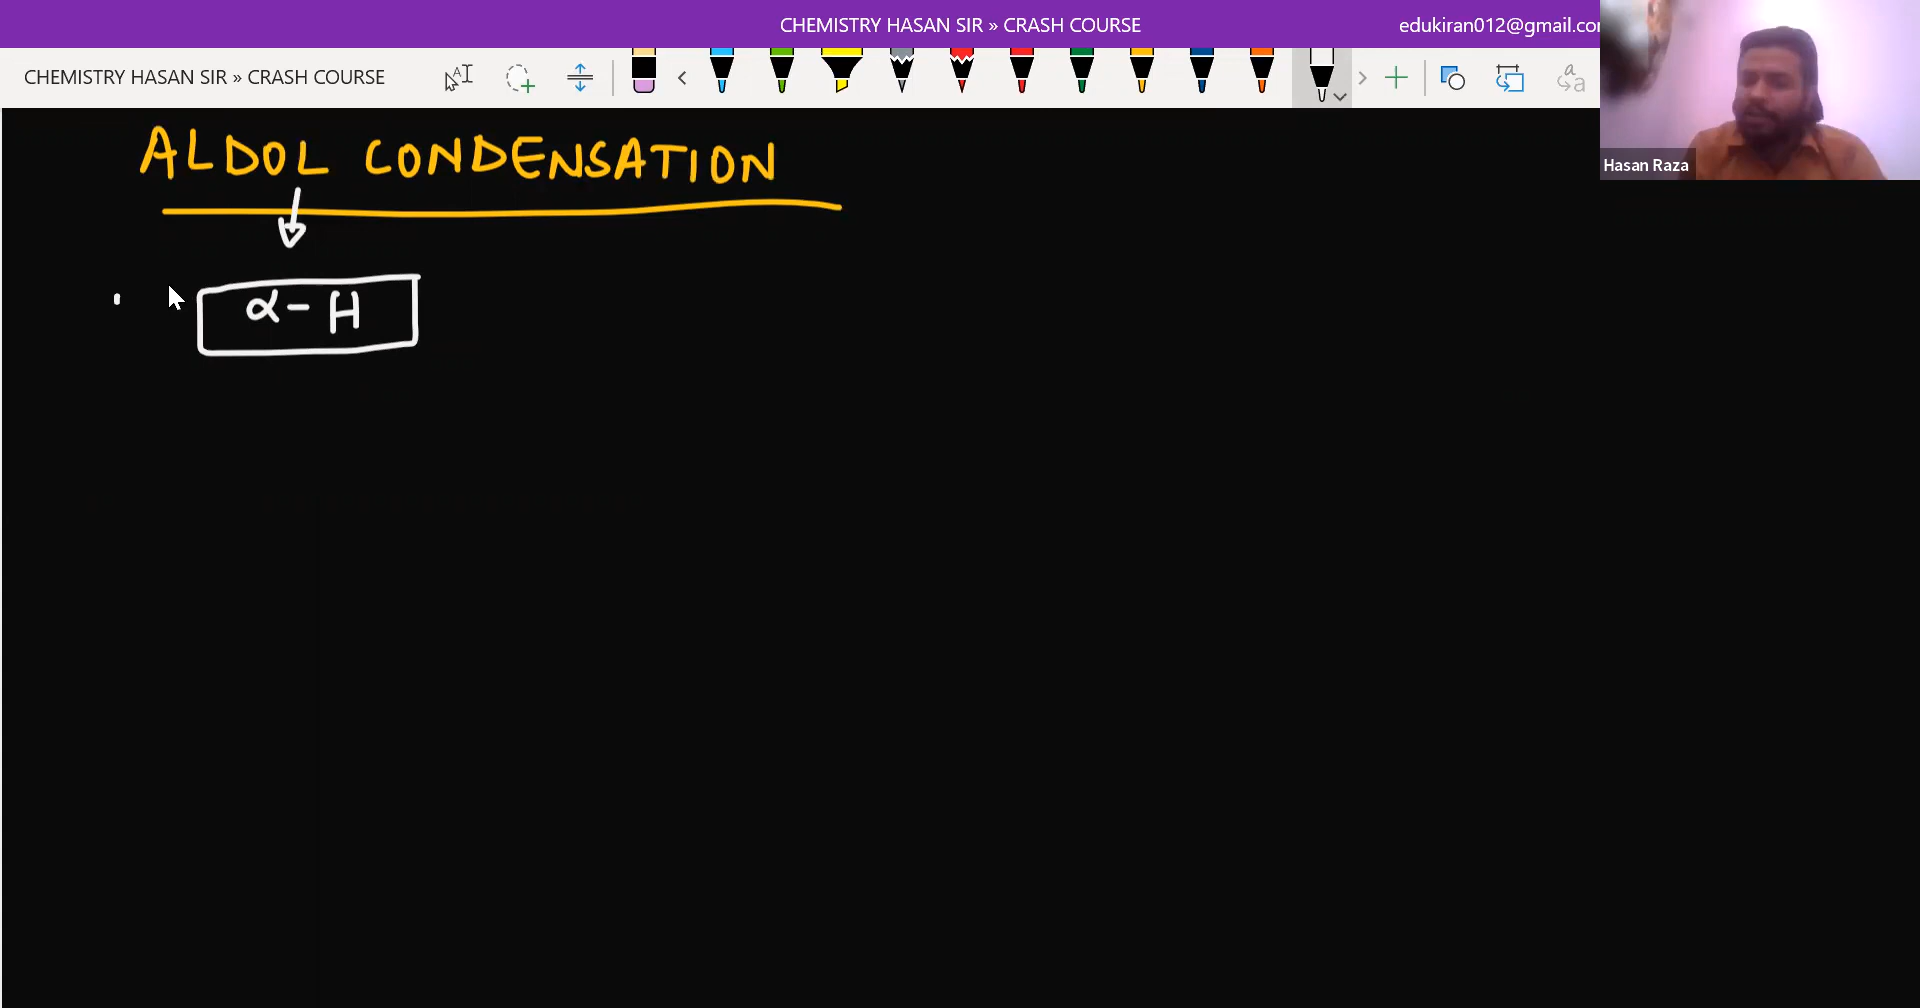 CHEMISTRY HASAN SIR » CRASH COURSE
edukiran012@gmail.co
CHEMISTRY HASAN SIR » CRASH COURSE
Hasan Raza
ALDOL CONDENSATION
α - H